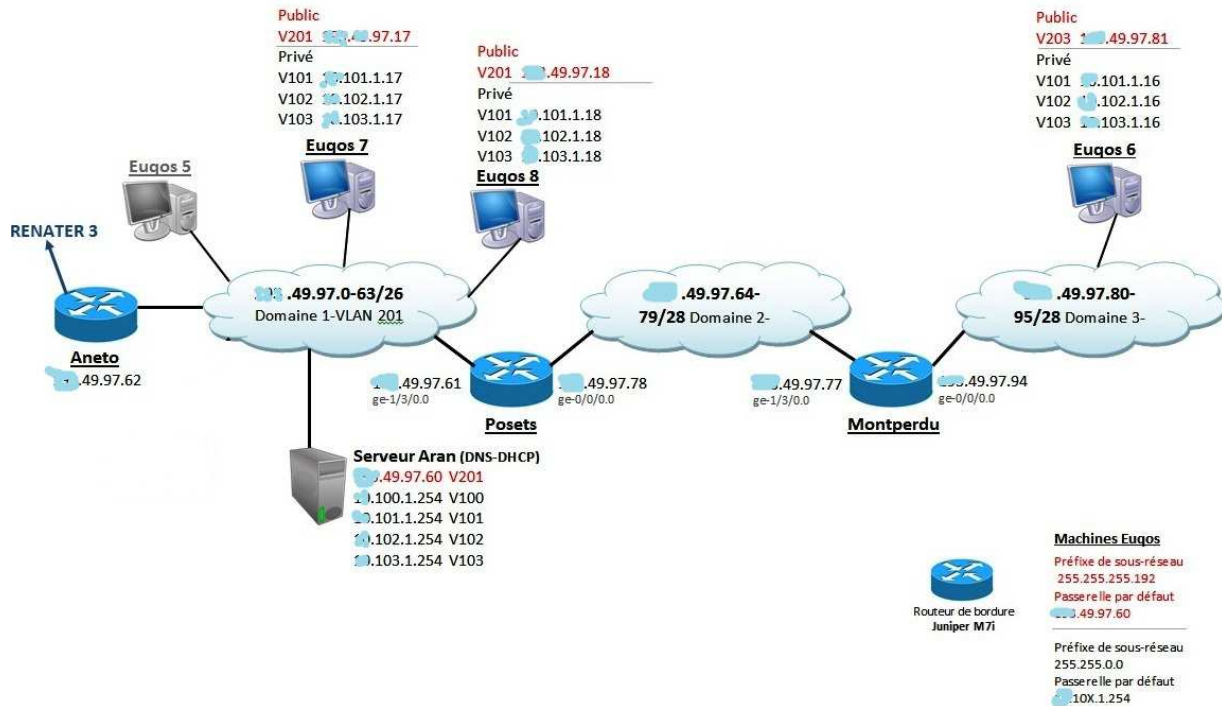 Public
V201 .49.97.17
Privé
V101 .101.1.17
V102 .102.1.17
V103 .103.1.17
Euqos 7
Public
V201 .49.97.18
Privé
V101 .101.1.18
V102 .102.1.18
V103 .103.1.18
Euqos 8
Public
V203 .49.97.81
Privé
V101 .101.1.16
V102 .102.1.16
V103 .103.1.16
Euqos 6
Euqos 5
RENATER 3
Aneto
.49.97.62
.49.97.0-63/26
Domaine 1-VLAN 201
.49.97.64-
79/28 Domaine 2-
.49.97.80-
95/28 Domaine 3-
.49.97.61
ge-1/3/0.0
.49.97.78
ge-0/0/0.0
Posets
.49.97.77
ge-1/3/0.0
.49.97.94
ge-0/0/0.0
Montperdu
Serveur Aran (DNS-DHCP)
.49.97.60 V201
.100.1.254 V100
.101.1.254 V101
.102.1.254 V102
.103.1.254 V103
Routeur de bordure
Juniper M7i
Machines Euqos
Préfixe de sous-réseau
255.255.255.192
Passerelle par défaut
.49.97.60
Préfixe de sous-réseau
255.255.0.0
Passerelle par défaut
.10X.1.254